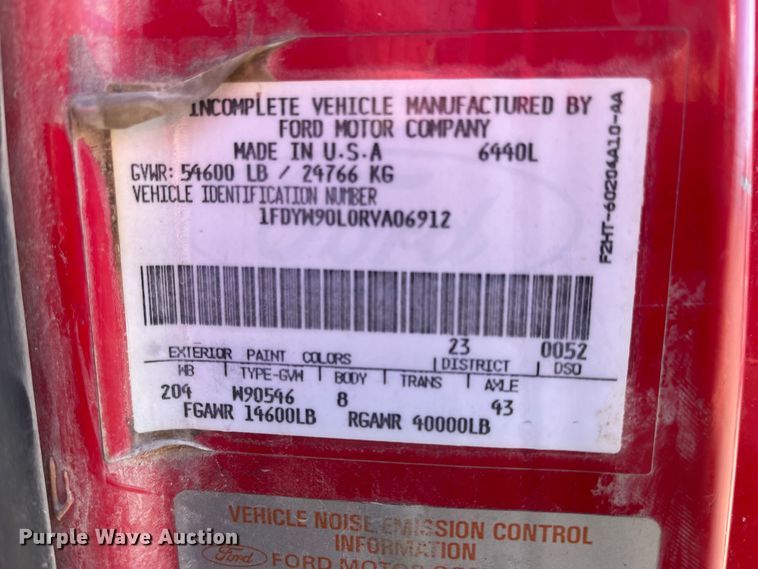 INCOMPLETE VEHICLE MANUFACTURED BY
FORD MOTOR COMPANY
MADE IN U.S.A 6440L
GVWR: 54600 LB / 24766 KG
VEHICLE IDENTIFICATION NUMBER
1FDYW90L0RVA06912
F2HT-60204A10-AA
23 0052
EXTERIOR PAINT COLORS DISTRICT DSO
WB TYPE-GVW BODY TRANS AXLE
204 W90546 8 43
FGAWR 14600LB RGAWR 40000LB
VEHICLE NOISE EMISSION CONTROL
INFORMATION
Ford FORD MOTOR
Purple Wave Auction